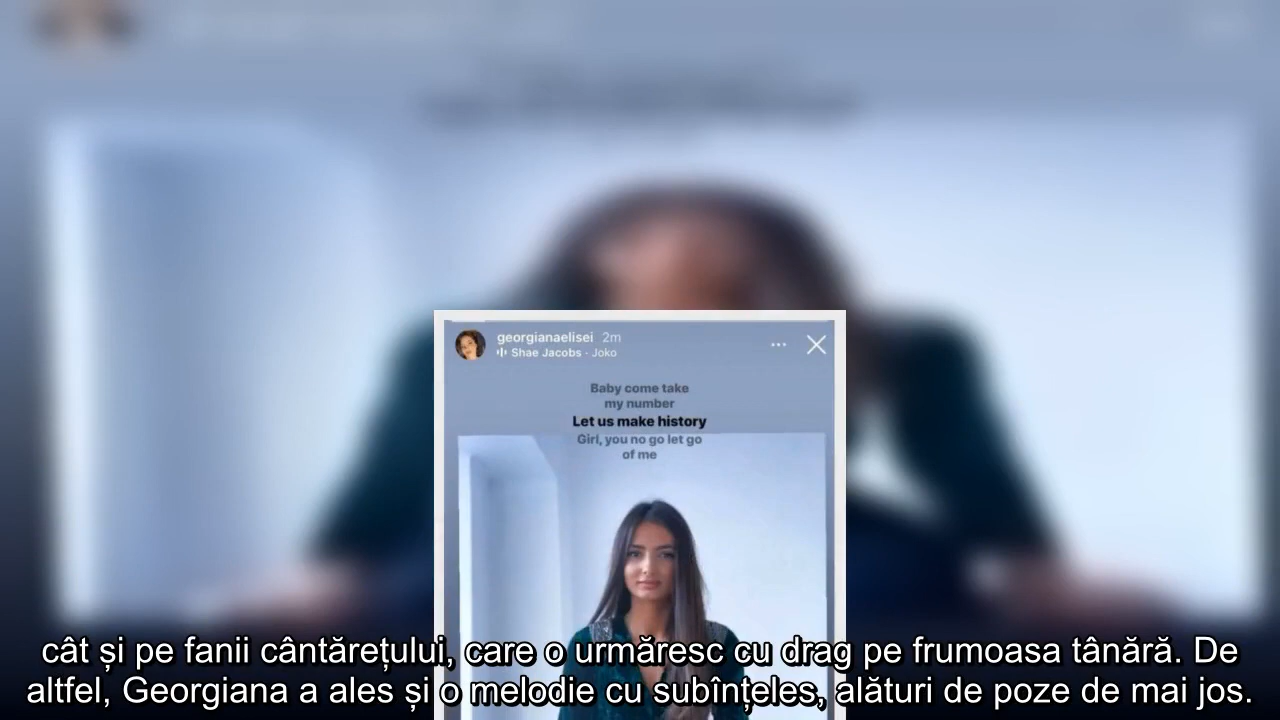 georgianaelisei 2m
Shae Jacobs · Joko
Baby come take
my number
Let us make history
Girl, you no go let go
of me
cât și pe fanii cântărețului, care o urmăresc cu drag pe frumoasa tânără. De
altfel, Georgiana a ales și o melodie cu subînțeles, alături de poze de mai jos.